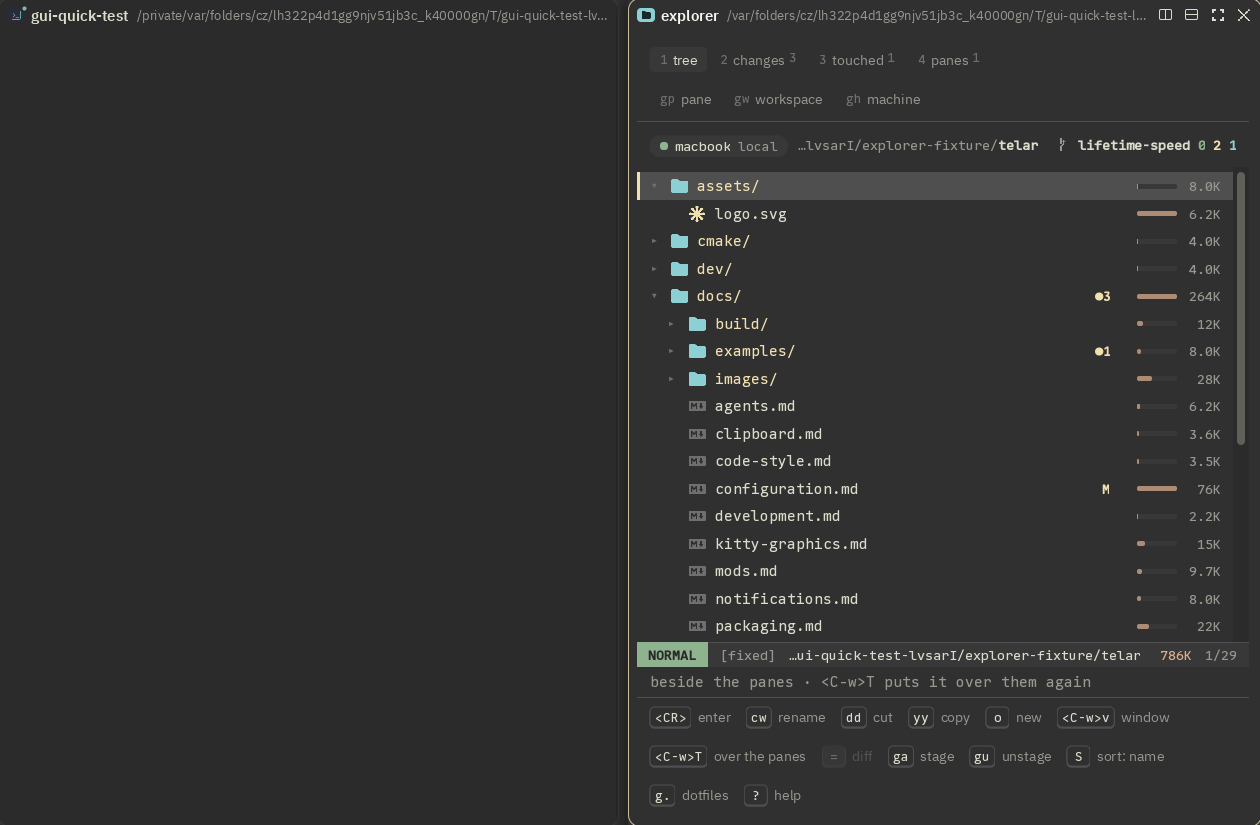 gui-quick-test /private/var/folders/cz/lh322p4d1gg9njv51jb3c_k40000gn/T/gui-quick-test-lv…
explorer /var/folders/cz/lh322p4d1gg9njv51jb3c_k40000gn/T/gui-quick-test-l…
1 tree 2 changes 3 3 touched 1 4 panes 1
gp pane gw workspace gh machine
macbook local …lvsarI/explorer-fixture/telar lifetime-speed 0 2 1
assets/ 8.0K
logo.svg 6.2K
cmake/ 4.0K
dev/ 4.0K
docs/ ●3 264K
build/ 12K
examples/ ●1 8.0K
images/ 28K
agents.md 6.2K
clipboard.md 3.6K
code-style.md 3.5K
configuration.md M 76K
development.md 2.2K
kitty-graphics.md 15K
mods.md 9.7K
notifications.md 8.0K
packaging.md 22K
NORMAL [fixed] …ui-quick-test-lvsarI/explorer-fixture/telar 786K 1/29
beside the panes · <C-w>T puts it over them again
<CR> enter cw rename dd cut yy copy o new <C-w>v window
<C-w>T over the panes = diff ga stage gu unstage S sort: name
g. dotfiles ? help